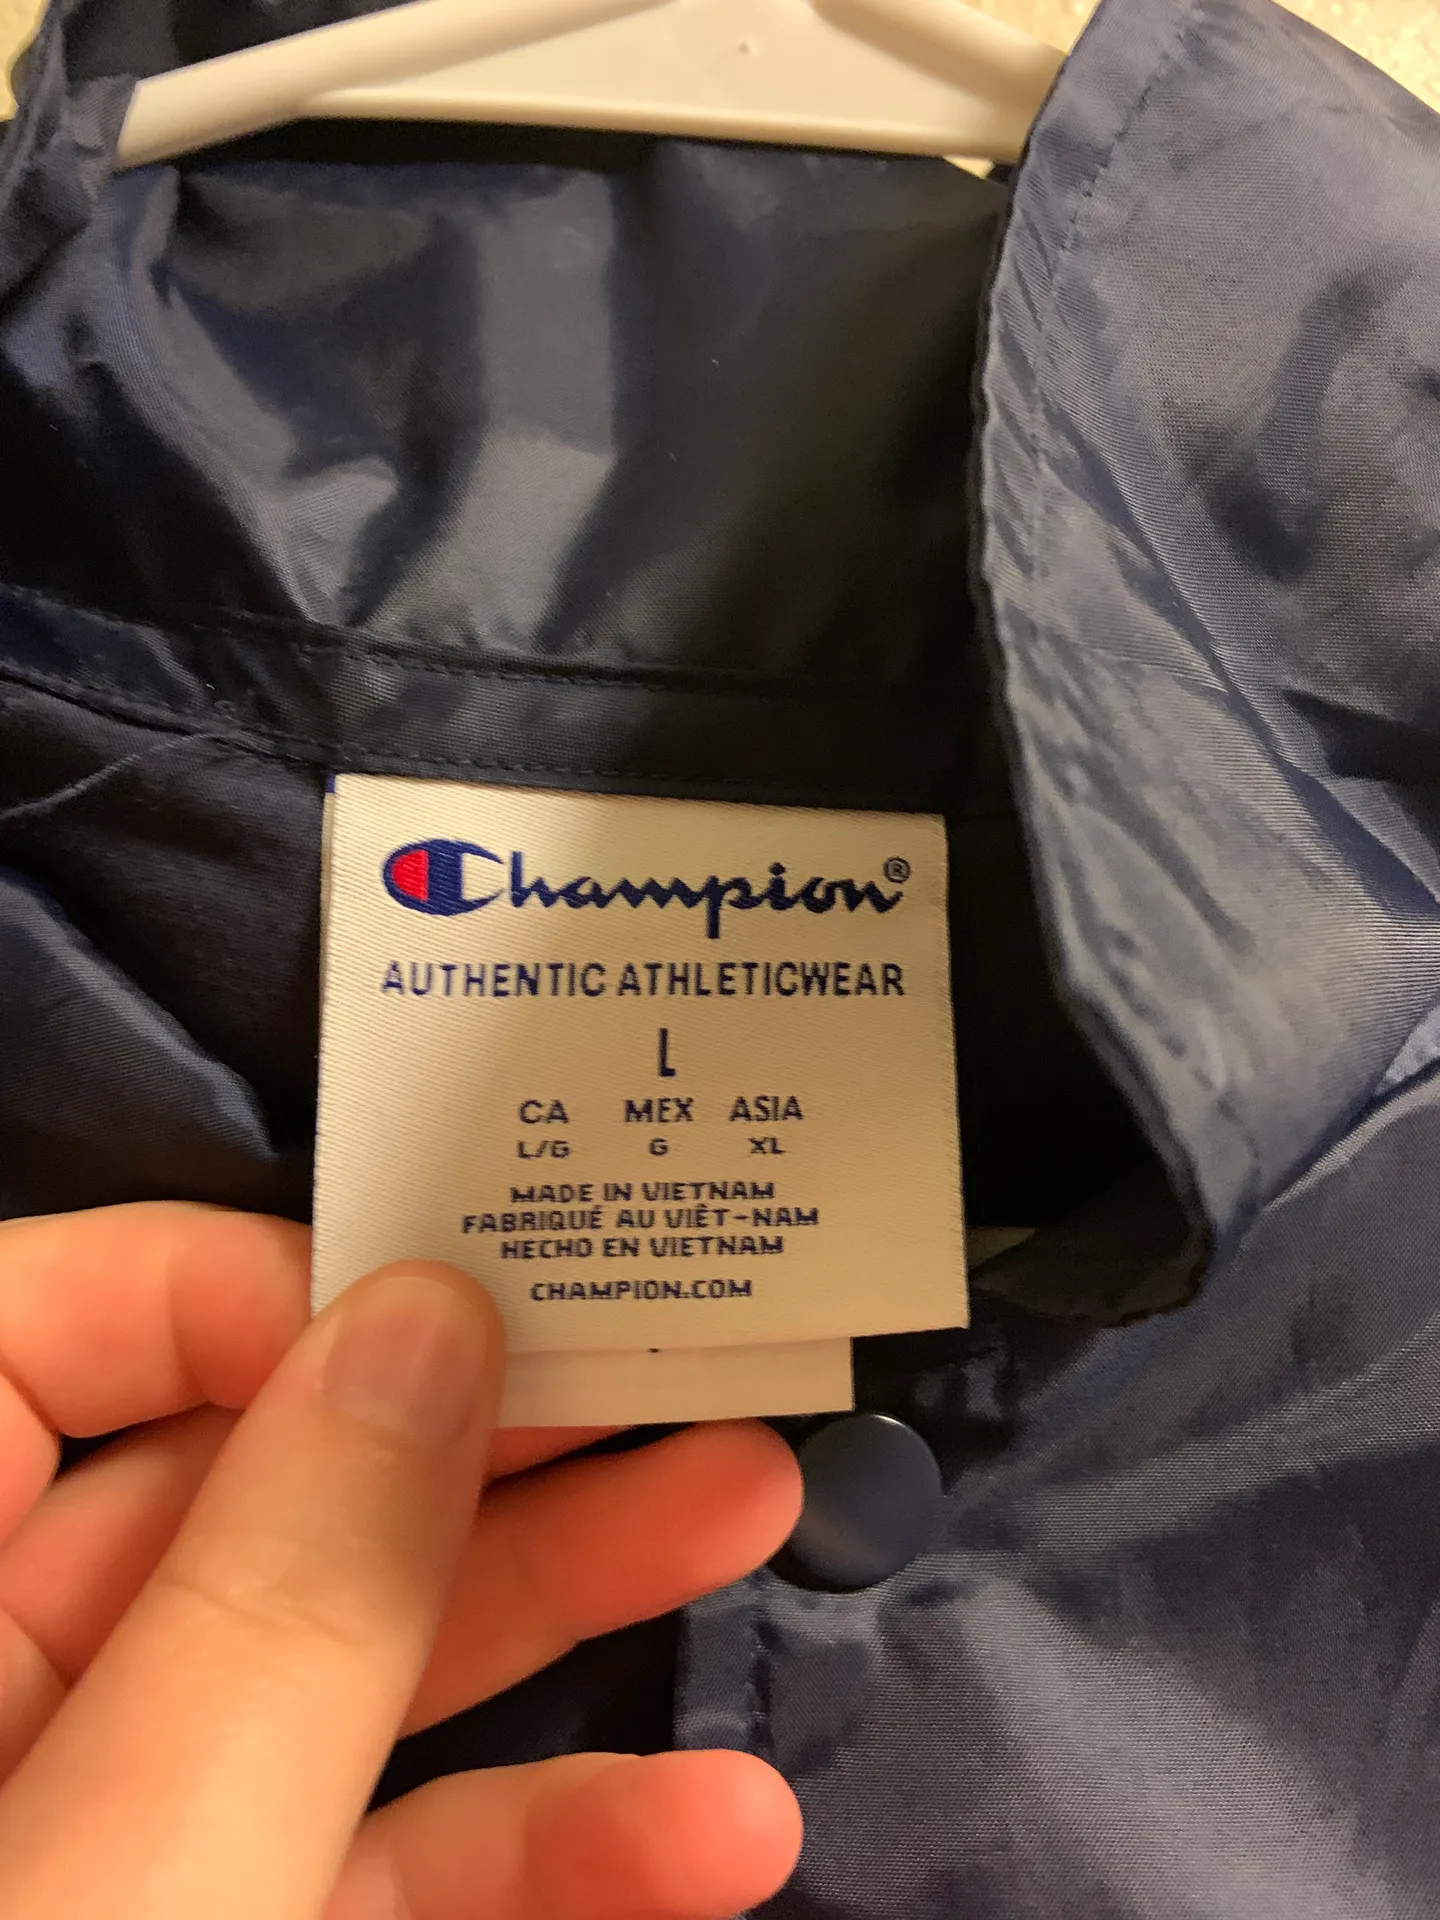 Champion®
AUTHENTIC ATHLETICWEAR
L
CA MEX ASIA
L/G G XL
MADE IN VIETNAM
FABRIQUÉ AU VIÊT-NAM
HECHO EN VIETNAM
CHAMPION.COM